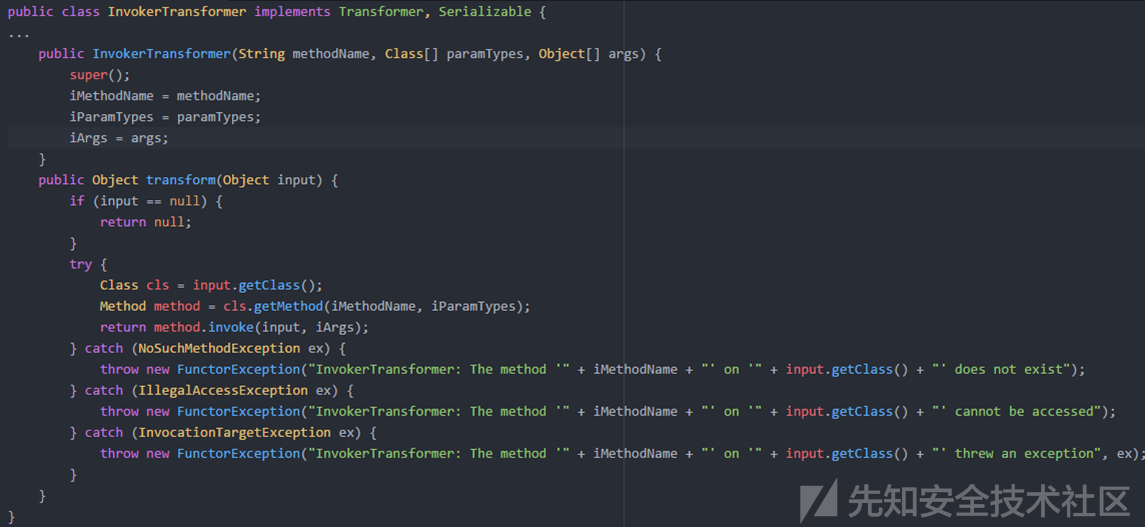 public class InvokerTransformer implements Transformer, Serializable {
...
    public InvokerTransformer(String methodName, Class[] paramTypes, Object[] args) {
        super();
        iMethodName = methodName;
        iParamTypes = paramTypes;
        iArgs = args;
    }
    public Object transform(Object input) {
        if (input == null) {
            return null;
        }
        try {
            Class cls = input.getClass();
            Method method = cls.getMethod(iMethodName, iParamTypes);
            return method.invoke(input, iArgs);
        } catch (NoSuchMethodException ex) {
            throw new FunctorException("InvokerTransformer: The method '" + iMethodName + "' on '" + input.getClass() + "' does not exist");
        } catch (IllegalAccessException ex) {
            throw new FunctorException("InvokerTransformer: The method '" + iMethodName + "' on '" + input.getClass() + "' cannot be accessed");
        } catch (InvocationTargetException ex) {
            throw new FunctorException("InvokerTransformer: The method '" + iMethodName + "' on '" + input.getClass() + "' threw an exception", ex);
        }
    }
}
先知安全技术社区